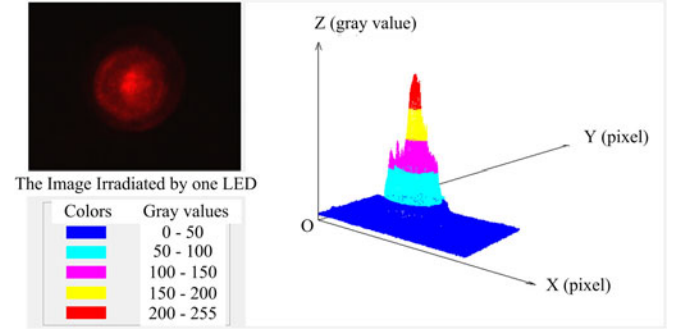 The Image Irradiated by one LED
Colors Gray values
0 - 50
50 - 100
100 - 150
150 - 200
200 - 255
Z (gray value)
Y (pixel)
O
X (pixel)